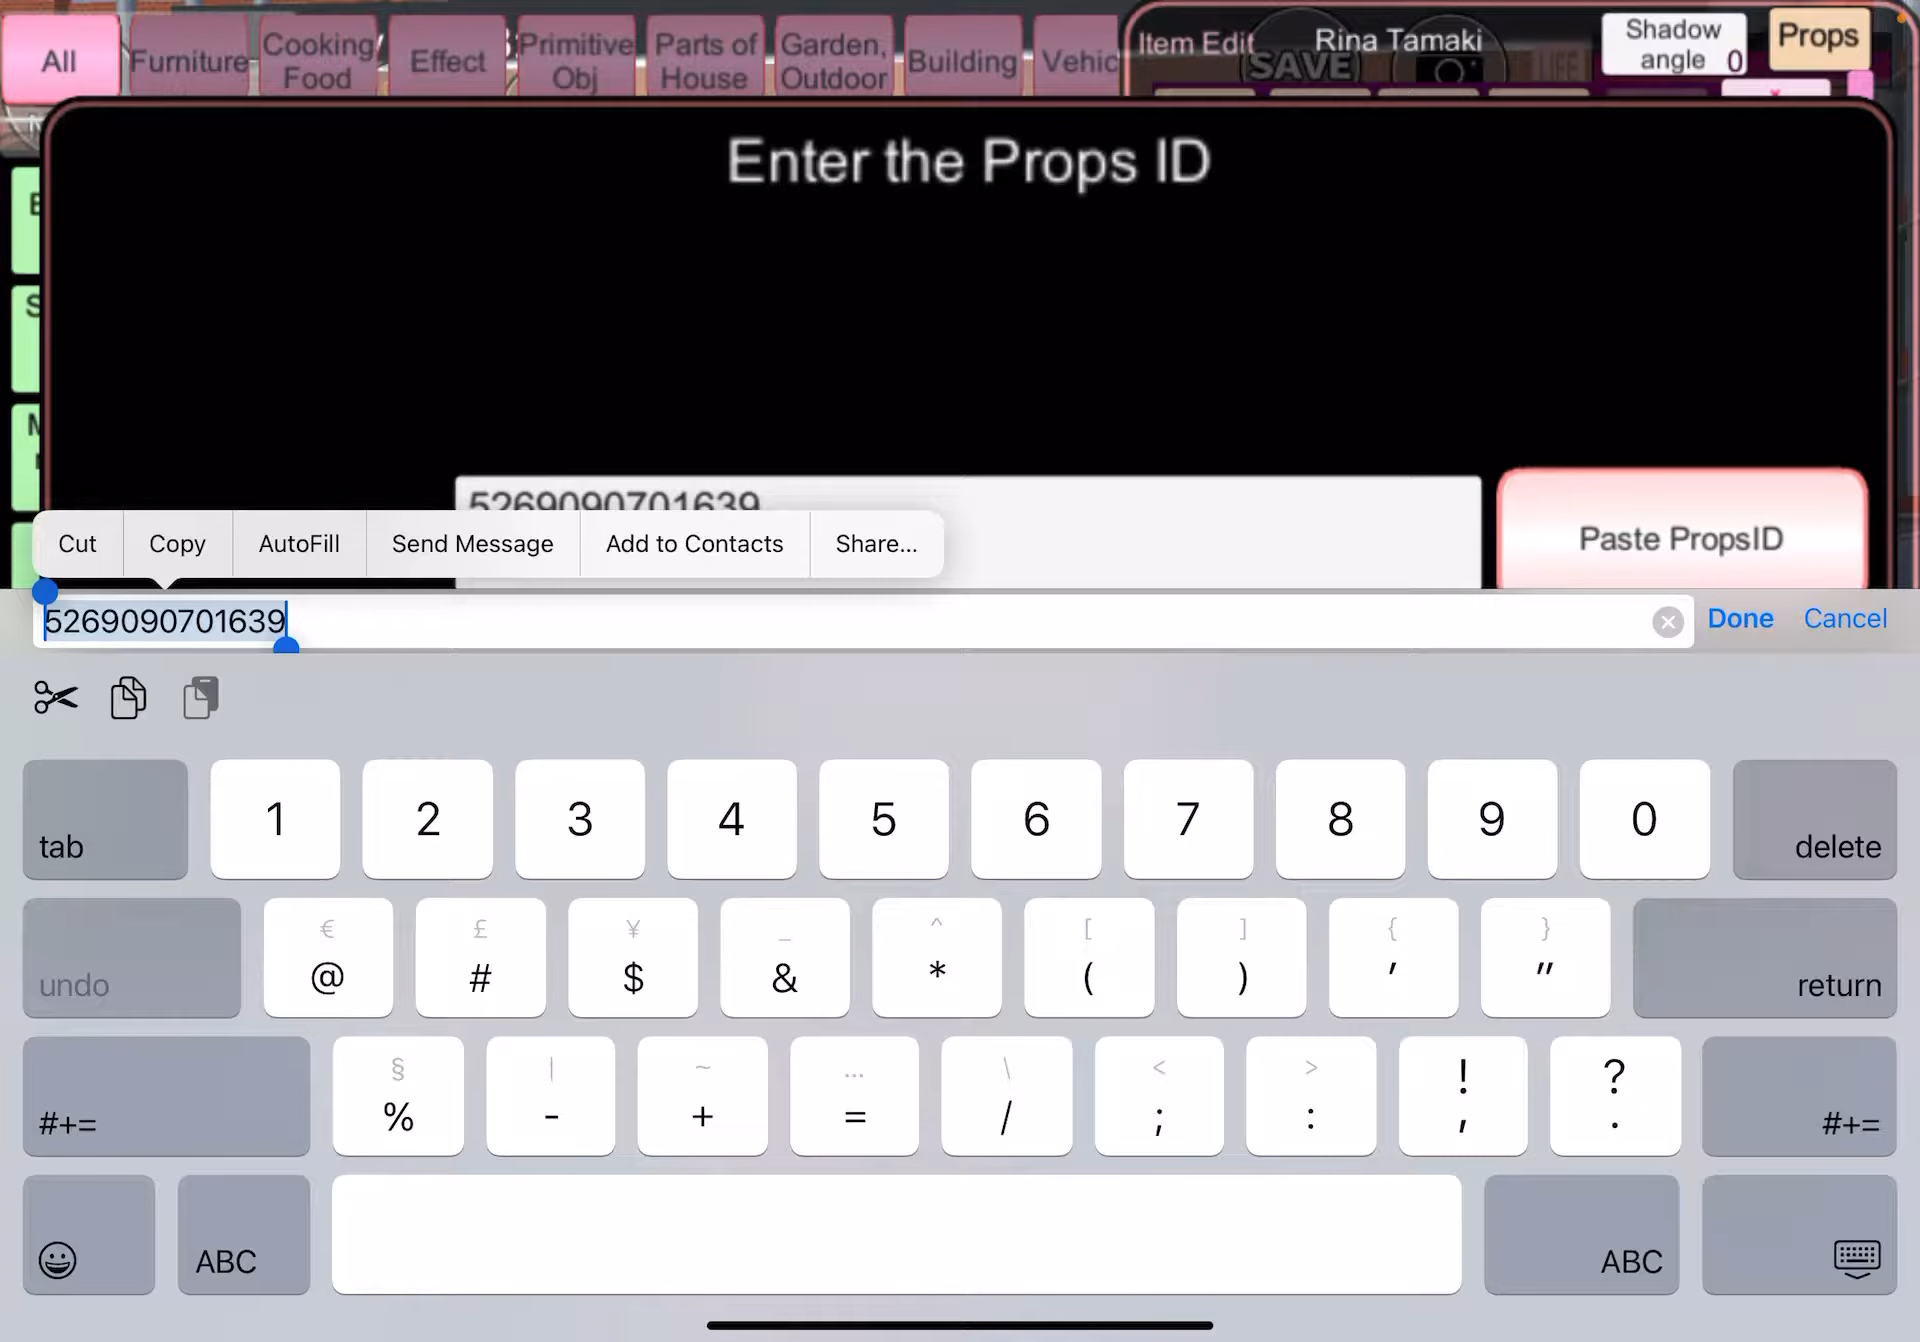 All
Furniture
Cooking/
Food
Effect
Primitive
Obj
Parts of
House
Garden,
Outdoor
Building
Vehic
Item Edit
SAVE
Rina Tamaki
Shadow
angle 0
Props
Enter the Props ID
5269090701639
Paste PropsID
Cut
Copy
AutoFill
Send Message
Add to Contacts
Share...
5269090701639
Done
Cancel
tab
1
2
3
4
5
6
7
8
9
0
delete
undo
€
@
£
#
¥
$
_
&
^
*
[
(
]
)
{
'
}
"
return
#+=
§
%
|
-
~
+
...
=
\
/
<
;
>
:
!
,
?
.
#+=
ABC
ABC